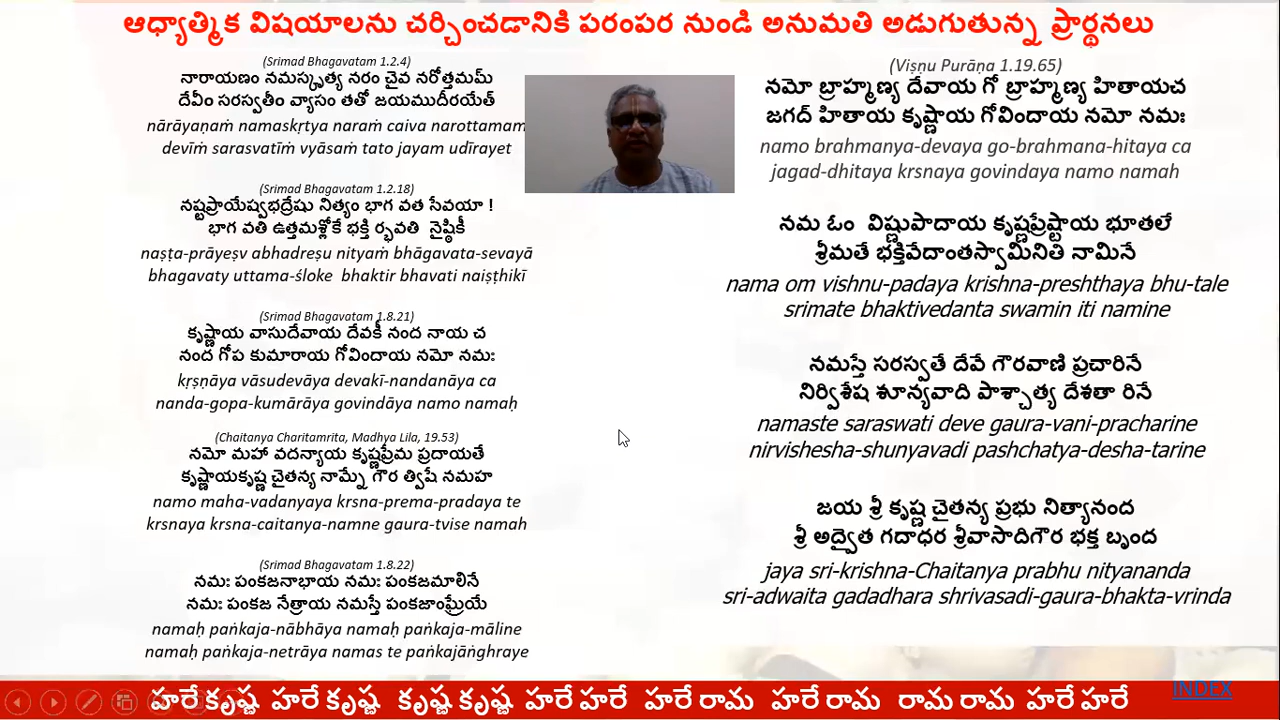 ఆధ్యాత్మిక విషయాలను చర్చించడానికి పరంపర నుండి అనుమతి అడుగుతున్న ప్రార్థనలు
(Srimad Bhagavatam 1.2.4)
నారాయణం నమస్కృత్య నరం చైవ నరోత్తమమ్
దేవీం సరస్వతీం వ్యాసం తతో జయముదీరయేత్
nārāyaṇaṁ namaskṛtya naraṁ caiva narottamam
devīṁ sarasvatīṁ vyāsaṁ tato jayam udīrayet
(Srimad Bhagavatam 1.2.18)
నష్టప్రాయేష్వభద్రేషు నిత్యం భాగ వత సేవయా !
భాగ వతి ఉత్తమశ్లోకే భక్తి ర్భవతి నైష్ఠికీ
naṣṭa-prāyeṣv abhadreṣu nityaṁ bhāgavata-sevayā
bhagavaty uttama-śloke bhaktir bhavati naiṣṭhikī
(Srimad Bhagavatam 1.8.21)
కృష్ణాయ వాసుదేవాయ దేవకీ నంద నాయ చ
నంద గోప కుమారాయ గోవిందాయ నమో నమః
kṛṣṇāya vāsudevāya devakī-nandanāya ca
nanda-gopa-kumārāya govindāya namo namaḥ
(Chaitanya Charitamrita, Madhya Lila, 19.53)
నమో మహా వదన్యాయ కృష్ణప్రేమ ప్రదాయతే
కృష్ణాయకృష్ణ చైతన్య నామ్నే గౌర త్విషే నమహ
namo maha-vadanyaya krsna-prema-pradaya te
krsnaya krsna-caitanya-namne gaura-tvise namah
(Srimad Bhagavatam 1.8.22)
నమః పంకజనాభాయ నమః పంకజమాలినే
నమః పంకజ నేత్రాయ నమస్తే పంకజాంఘ్రేయే
namaḥ paṅkaja-nābhāya namaḥ paṅkaja-māline
namaḥ paṅkaja-netrāya namas te paṅkajāṅghraye
(Viṣṇu Purāṇa 1.19.65)
నమో బ్రాహ్మణ్య దేవాయ గో బ్రాహ్మణ్య హితాయచ
జగద్ హితాయ కృష్ణాయ గోవిందాయ నమో నమః
namo brahmanya-devaya go-brahmana-hitaya ca
jagad-dhitaya krsnaya govindaya namo namah
నమ ఓం విష్ణుపాదాయ కృష్ణప్రేష్టాయ భూతలే
శ్రీమతే భక్తివేదాంతస్వామినితి నామినే
nama om vishnu-padaya krishna-preshthaya bhu-tale
srimate bhaktivedanta swamin iti namine
నమస్తే సరస్వతే దేవే గౌరవాణి ప్రచారినే
నిర్విశేష శూన్యవాది పాశ్చాత్య దేశతా రినే
namaste saraswati deve gaura-vani-pracharine
nirvishesha-shunyavadi pashchatya-desha-tarine
జయ శ్రీ కృష్ణ చైతన్య ప్రభు నిత్యానంద
శ్రీ అద్వైత గదాధర శ్రీవాసాదిగౌర భక్త బృంద
jaya sri-krishna-Chaitanya prabhu nityananda
sri-adwaita gadadhara shrivasadi-gaura-bhakta-vrinda
హరే కృష్ణ హరే కృష్ణ కృష్ణ కృష్ణ హరే హరే హరే రామ హరే రామ రామ రామ హరే హరే
INDEX